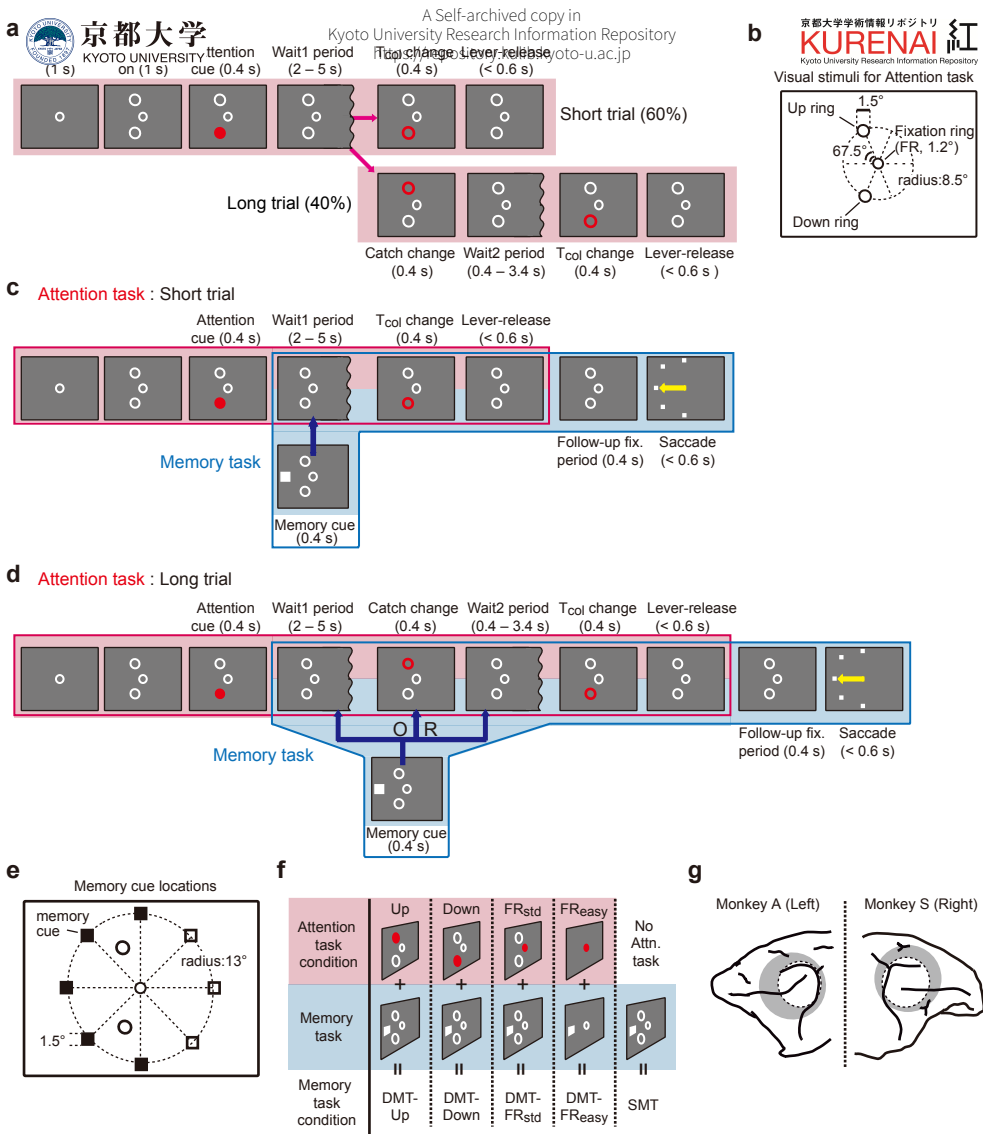 a
京都大学
KYOTO UNIVERSITY
A Self-archived copy in
Kyoto University Research Information Repository
https://repository.kulib.kyoto-u.ac.jp
b
京都大学学術情報リポジトリ
KURENAI 紅
Kyoto University Research Information Repository
ttention Wait1 period Tcol change Lever-release
(1 s) on (1 s) cue (0.4 s) (2 – 5 s) (0.4 s) (< 0.6 s)
Short trial (60%)
Long trial (40%)
Catch change Wait2 period Tcol change Lever-release
(0.4 s) (0.4 – 3.4 s) (0.4 s) (< 0.6 s )
Visual stimuli for Attention task
Up ring
1.5°
Fixation ring
(FR, 1.2°)
67.5°
radius:8.5°
Down ring
c Attention task : Short trial
Attention Wait1 period Tcol change Lever-release
cue (0.4 s) (2 – 5 s) (0.4 s) (< 0.6 s)
Memory task
Follow-up fix. Saccade
period (0.4 s) (< 0.6 s)
Memory cue
(0.4 s)
d Attention task : Long trial
Attention Wait1 period Catch change Wait2 period Tcol change Lever-release
cue (0.4 s) (2 – 5 s) (0.4 s) (0.4 – 3.4 s) (0.4 s) (< 0.6 s)
O R
Memory task
Follow-up fix. Saccade
period (0.4 s) (< 0.6 s)
Memory cue
(0.4 s)
e
Memory cue locations
memory
cue
radius:13°
1.5°
f
Up Down FRstd FReasy
Attention
task
condition
No
Attn.
task
+ + + +
Memory
task
= = = = =
Memory
task
condition
DMT-
Up
DMT-
Down
DMT-
FRstd
DMT-
FReasy
SMT
g
Monkey A (Left) Monkey S (Right)